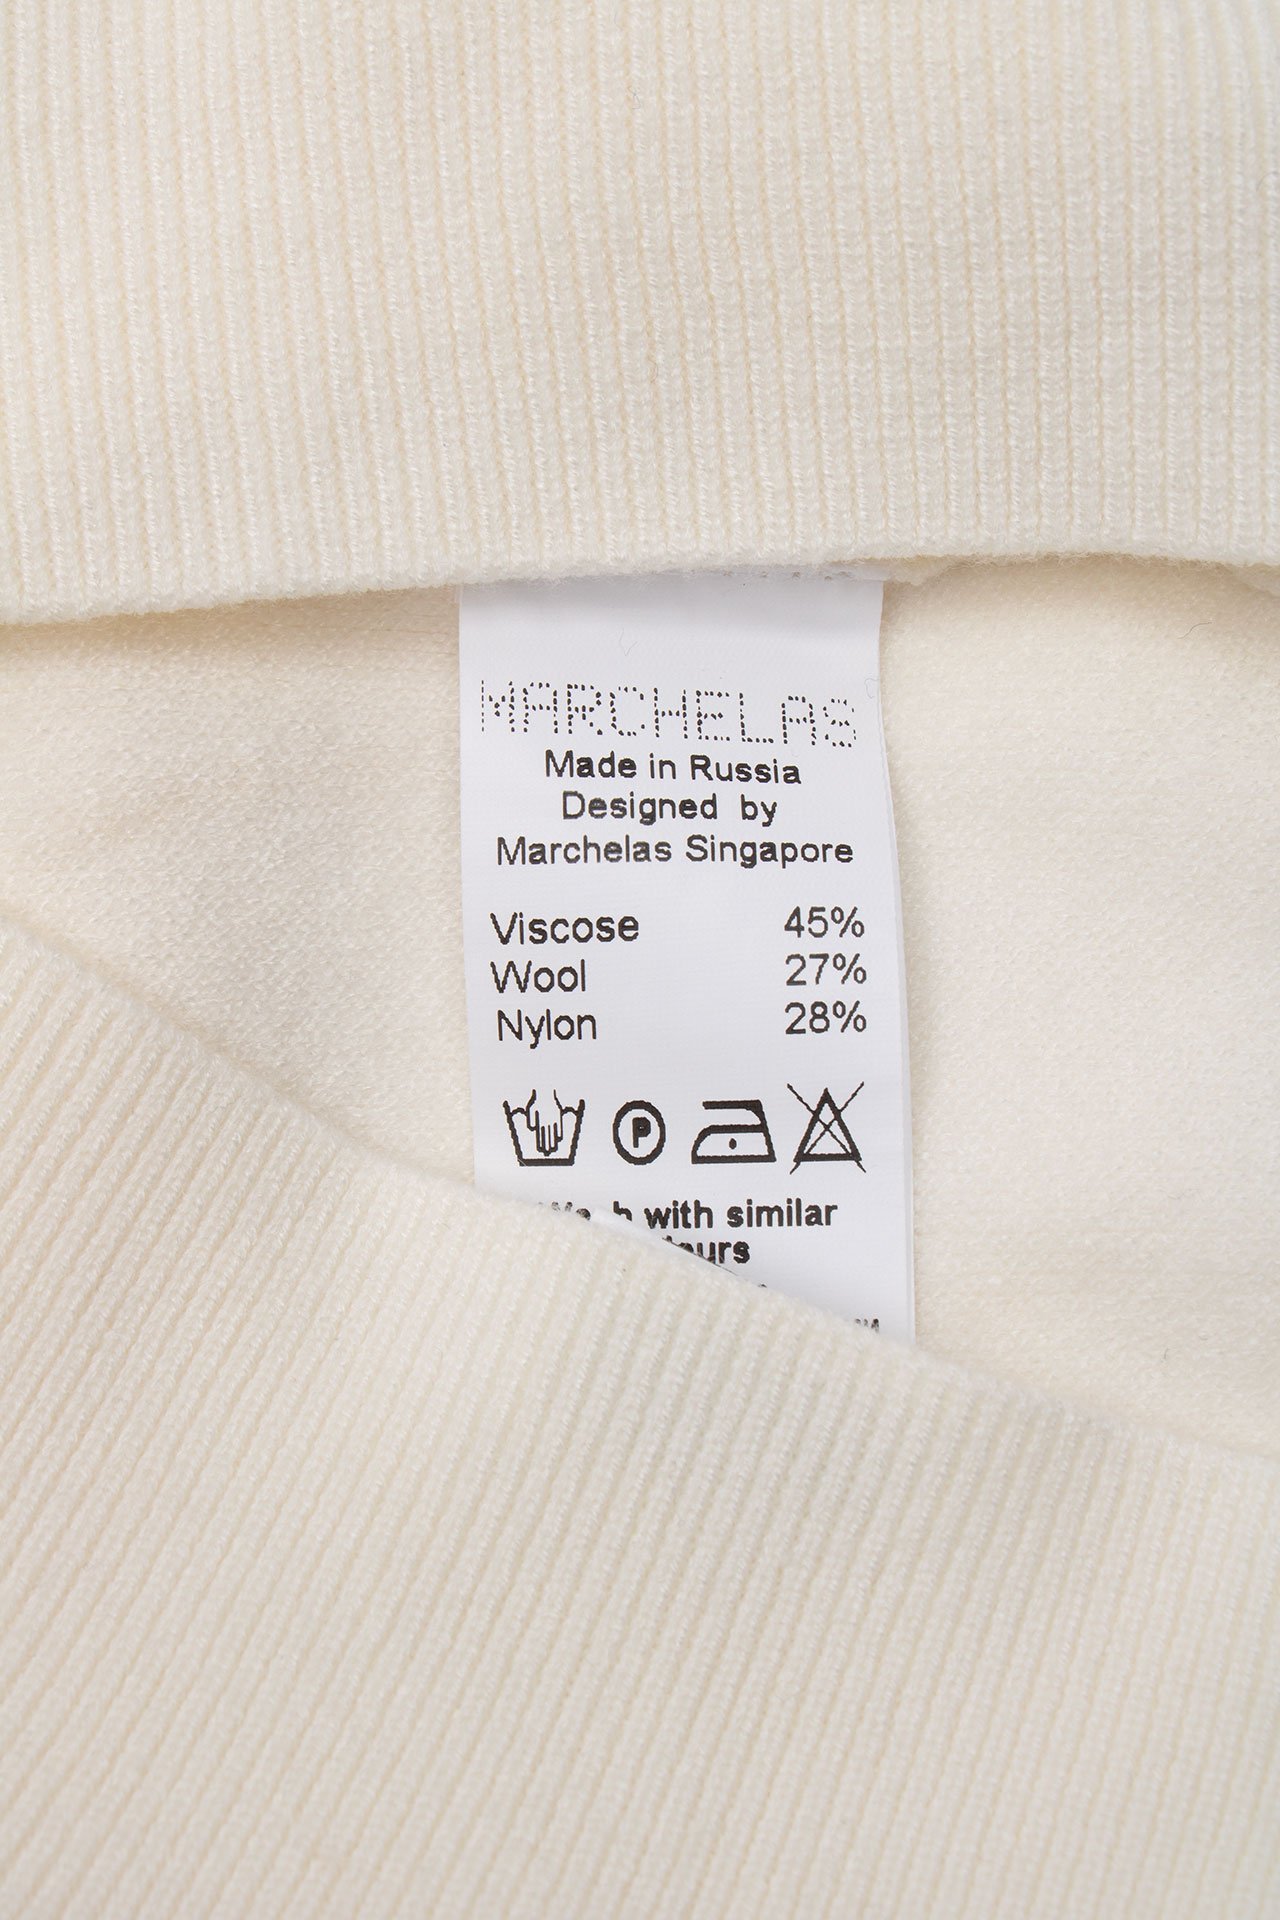 MARCHELAS
Made in Russia
Designed by
Marchelas Singapore
Viscose 45%
Wool 27%
Nylon 28%
P
with similar